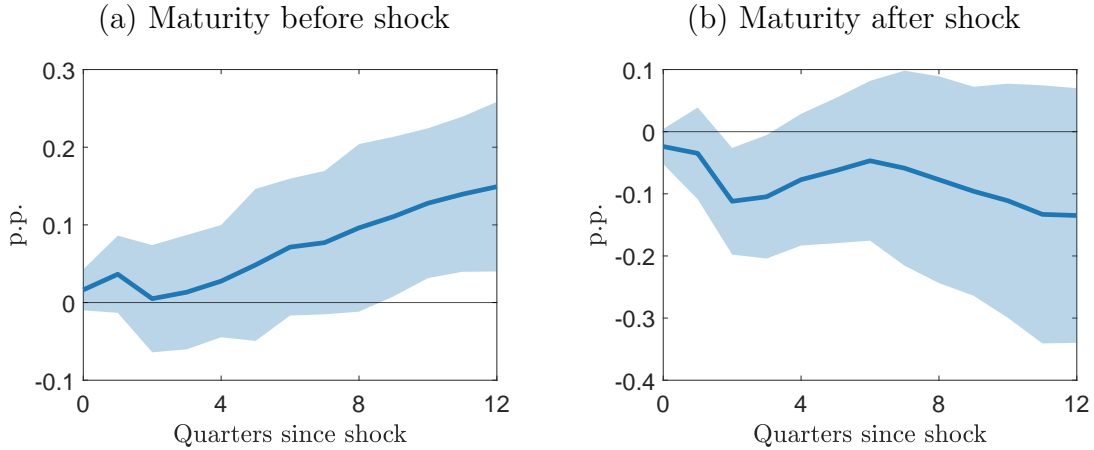 (a) Maturity before shock
0.3
0.2
0.1
0
-0.1
p.p.
0 4 8 12
Quarters since shock
(b) Maturity after shock
0.1
0
-0.1
-0.2
-0.3
-0.4
p.p.
0 4 8 12
Quarters since shock